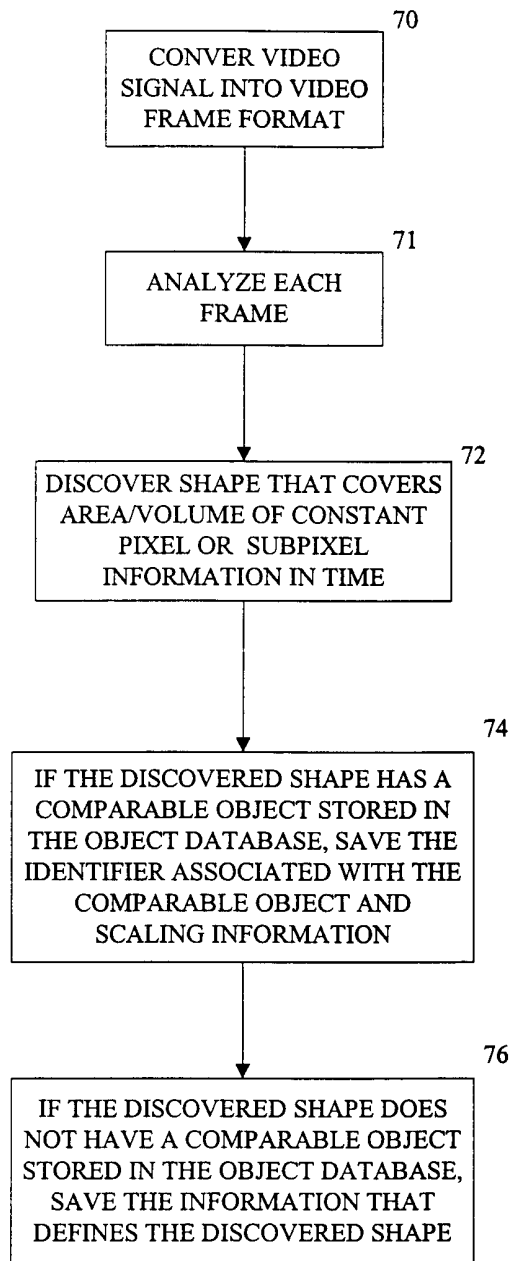 70
CONVER VIDEO
SIGNAL INTO VIDEO
FRAME FORMAT
71
ANALYZE EACH
FRAME
72
DISCOVER SHAPE THAT COVERS
AREA/VOLUME OF CONSTANT
PIXEL OR SUBPIXEL
INFORMATION IN TIME
74
IF THE DISCOVERED SHAPE HAS A
COMPARABLE OBJECT STORED IN
THE OBJECT DATABASE, SAVE THE
IDENTIFIER ASSOCIATED WITH THE
COMPARABLE OBJECT AND
SCALING INFORMATION
76
IF THE DISCOVERED SHAPE DOES
NOT HAVE A COMPARABLE OBJECT
STORED IN THE OBJECT DATABASE,
SAVE THE INFORMATION THAT
DEFINES THE DISCOVERED SHAPE